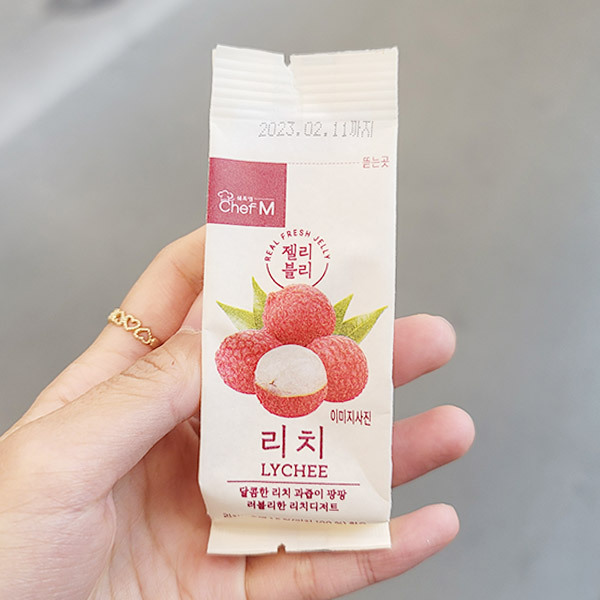 2023.02.11까지
뜯는곳
쉐프엠
Chef M
REAL FRESH JELLY
젤리
블리
이미지사진
리치
LYCHEE
달콤한 리치 과즙이 팡팡
러블리한 리치디저트